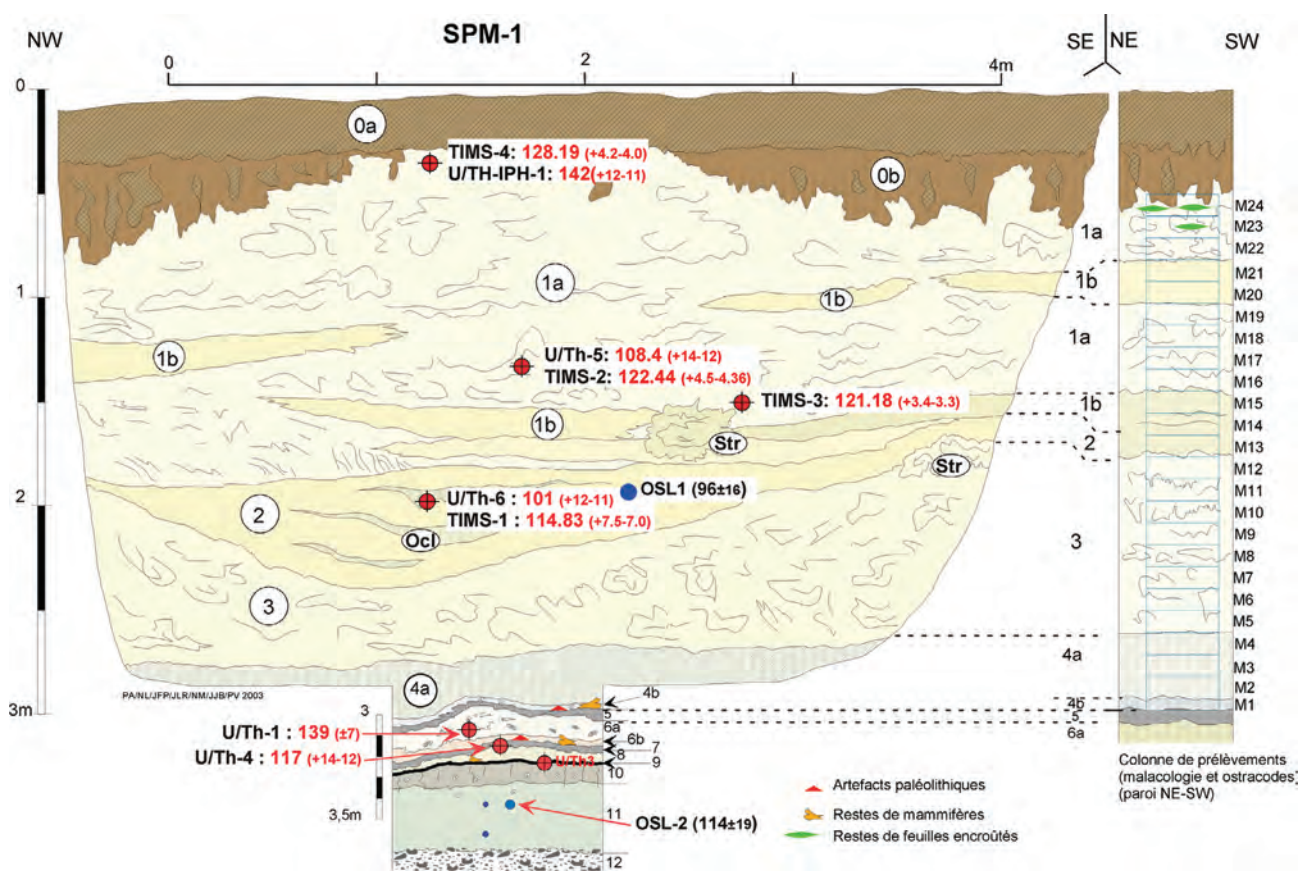 SPM-1
NW
SE
NE
SW
0
2
4m
0
1
2
3m
0a
0b
TIMS-4: 128.19 (+4.2-4.0)
U/TH-IPH-1: 142(+12-11)
1a
1b
1b
U/Th-5: 108.4 (+14-12)
TIMS-2: 122.44 (+4.5-4.36)
TIMS-3: 121.18 (+3.4-3.3)
1b
Str
Str
OSL1 (96±16)
U/Th-6 : 101 (+12-11)
TIMS-1 : 114.83 (+7.5-7.0)
2
Ocl
3
4a
1a
1b
1a
1b
2
3
4a
4b
5
6a
M24
M23
M22
M21
M20
M19
M18
M17
M16
M15
M14
M13
M12
M11
M10
M9
M8
M7
M6
M5
M4
M3
M2
M1
PA/NL/JFP/JLR/NM/JJB/PV 2003
3
3,5m
U/Th-1: 139 (±7)
U/Th-4: 117 (+14-12)
U/Th3
4b
5
6a
6b
7
8
9
10
11
12
OSL-2 (114±19)
Artefacts paléolithiques
Restes de mammifères
Restes de feuilles encroûtés
Colonne de prélèvements
(malacologie et ostracodes)
(paroi NE-SW)